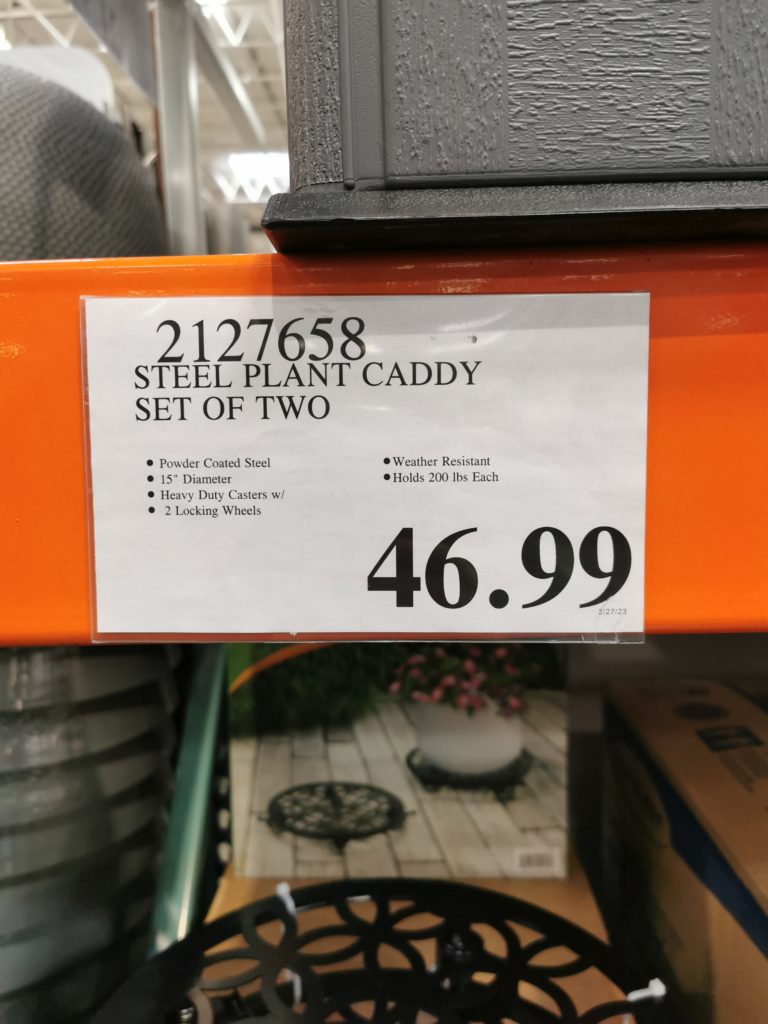 2127658
STEEL PLANT CADDY
SET OF TWO
• Powder Coated Steel
• 15" Diameter
• Heavy Duty Casters w/
• 2 Locking Wheels
• Weather Resistant
• Holds 200 lbs Each
46.99
2/27/23